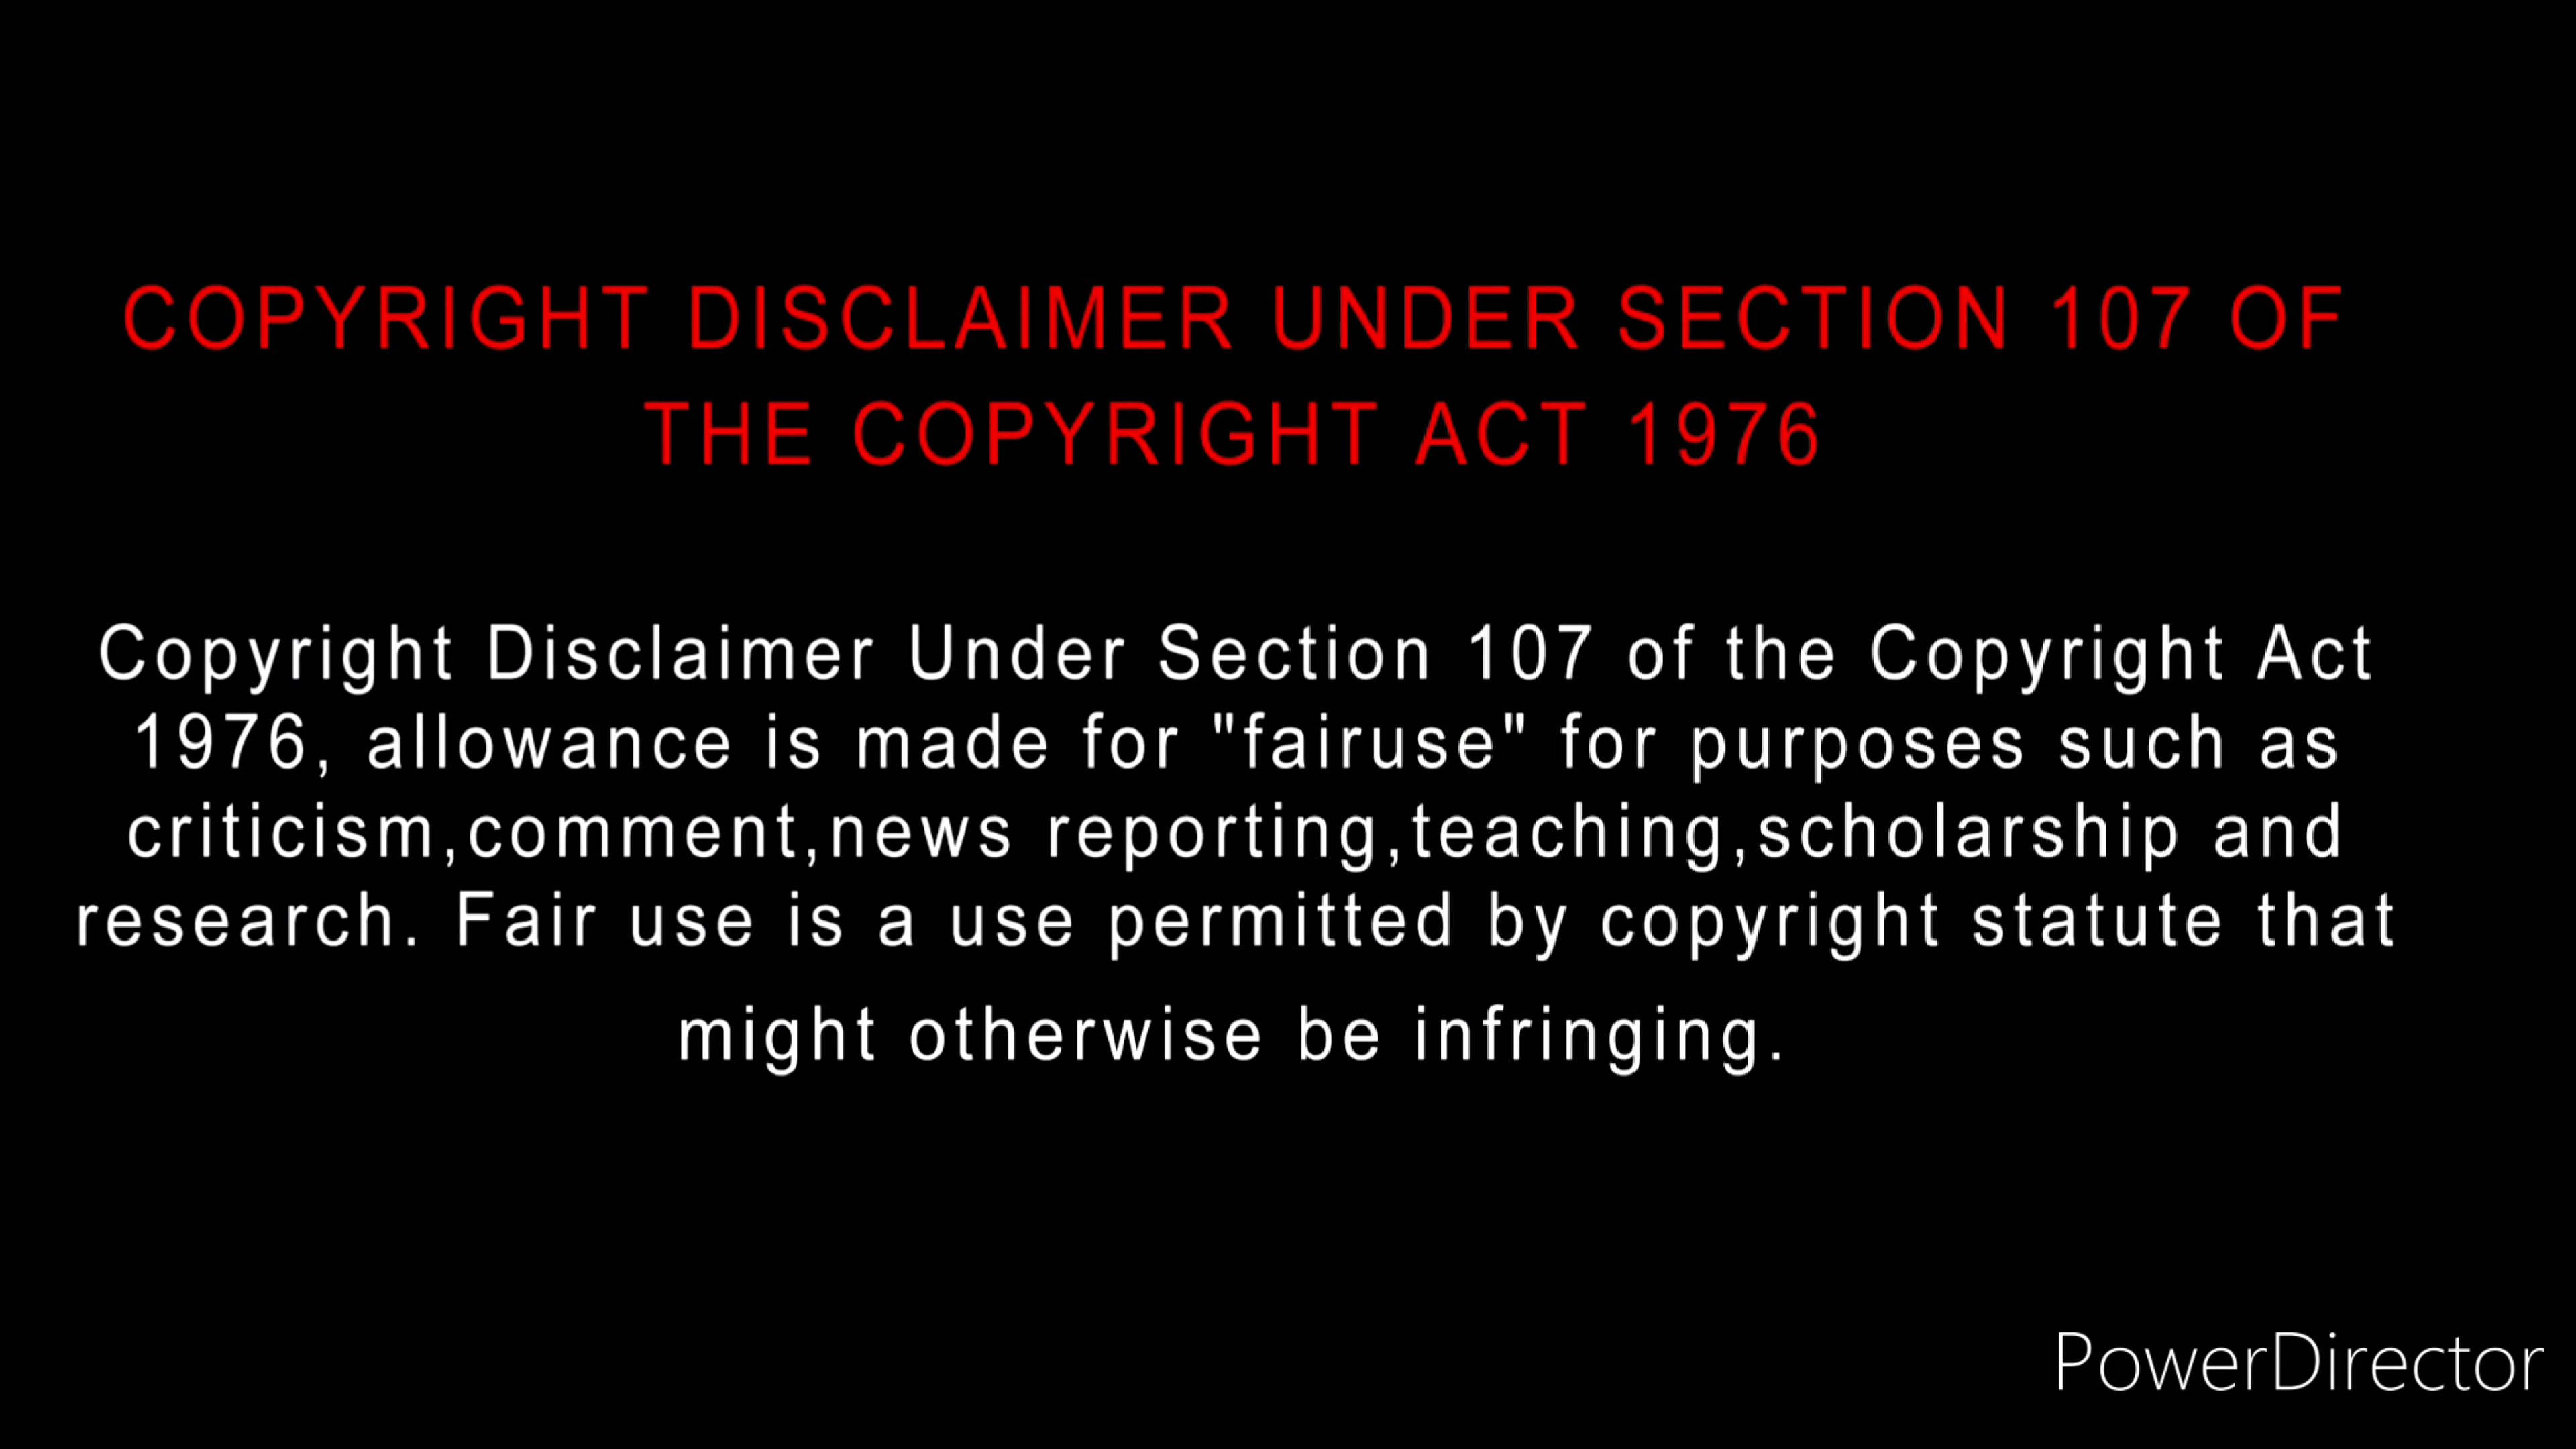 COPYRIGHT DISCLAIMER UNDER SECTION 107 OF
THE COPYRIGHT ACT 1976
Copyright Disclaimer Under Section 107 of the Copyright Act
1976, allowance is made for "fairuse" for purposes such as
criticism,comment,news reporting,teaching,scholarship and
research. Fair use is a use permitted by copyright statute that
might otherwise be infringing.
PowerDirector